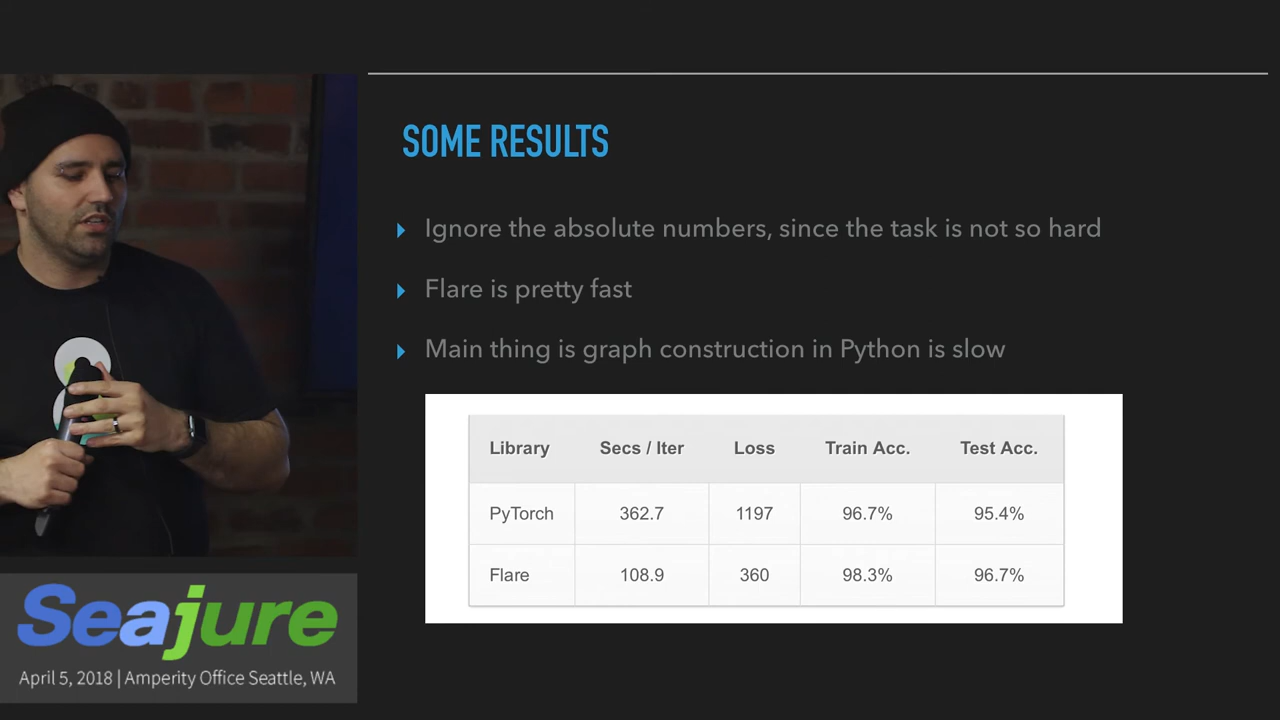 SOME RESULTS
Ignore the absolute numbers, since the task is not so hard
Flare is pretty fast
Main thing is graph construction in Python is slow
Library Secs / Iter Loss Train Acc. Test Acc.
PyTorch 362.7 1197 96.7% 95.4%
Flare 108.9 360 98.3% 96.7%
Seajure
April 5, 2018 | Amperity Office Seattle, WA